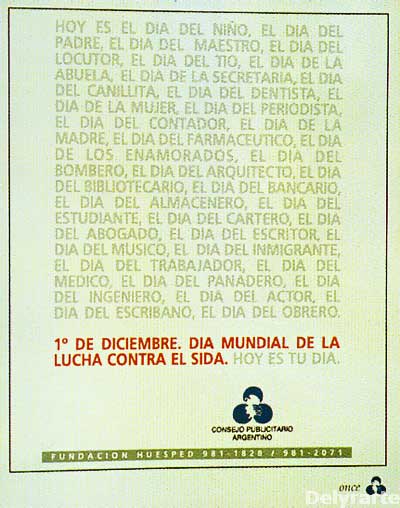 HOY ES EL DIA DEL NIÑO, EL DIA DEL
PADRE, EL DIA DEL MAESTRO, EL DIA DEL
LOCUTOR, EL DIA DEL TIO, EL DIA DE LA
ABUELA, EL DIA DE LA SECRETARIA, EL DIA
DEL CANILLITA, EL DIA DEL DENTISTA, EL
DIA DE LA MUJER, EL DIA DEL PERIODISTA,
EL DIA DEL CONTADOR, EL DIA DE LA
MADRE, EL DIA DEL FARMACEUTICO, EL DIA
DE LOS ENAMORADOS, EL DIA DEL
BOMBERO, EL DIA DEL ARQUITECTO, EL DIA
DEL BIBLIOTECARIO, EL DIA DEL BANCARIO,
EL DIA DEL ALMACENERO, EL DIA DEL
ESTUDIANTE, EL DIA DEL CARTERO, EL DIA
DEL ABOGADO, EL DIA DEL ESCRITOR, EL
DIA DEL MUSICO, EL DIA DEL INMIGRANTE,
EL DIA DEL TRABAJADOR, EL DIA DEL
MEDICO, EL DIA DEL PANADERO, EL DIA
DEL INGENIERO, EL DIA DEL ACTOR, EL
DIA DEL ESCRIBANO, EL DIA DEL OBRERO.
1º DE DICIEMBRE. DIA MUNDIAL DE LA
LUCHA CONTRA EL SIDA. HOY ES TU DIA.
CONSEJO PUBLICITARIO
ARGENTINO
FUNDACION HUESPED 981-1828 / 981-2071
once
Delyrarte